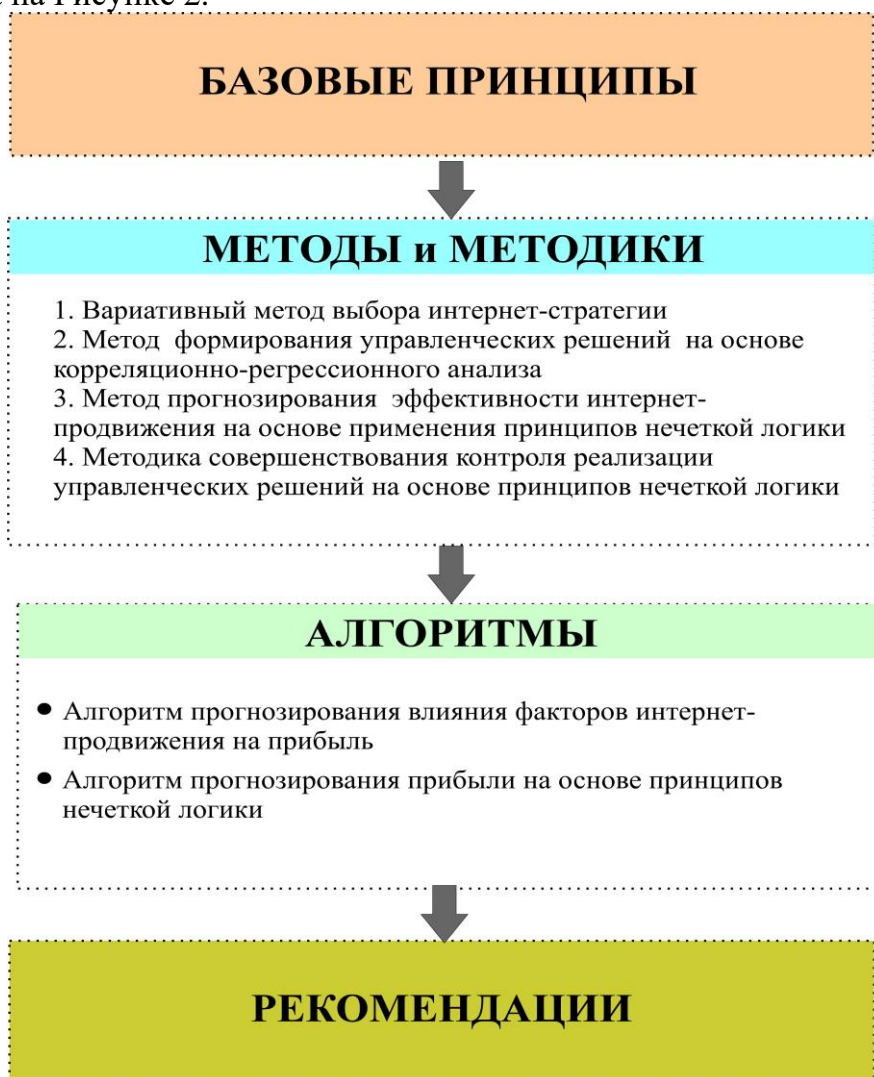 на Рисунке 2.
БАЗОВЫЕ ПРИНЦИПЫ
МЕТОДЫ и МЕТОДИКИ
1. Вариативный метод выбора интернет-стратегии
2. Метод формирования управленческих решений на основе
корреляционно-регрессионного анализа
3. Метод прогнозирования эффективности интернет-
продвижения на основе применения принципов нечеткой логики
4. Методика совершенствования контроля реализации
управленческих решений на основе принципов нечеткой логики
АЛГОРИТМЫ
● Алгоритм прогнозирования влияния факторов интернет-
продвижения на прибыль
● Алгоритм прогнозирования прибыли на основе принципов
нечеткой логики
РЕКОМЕНДАЦИИ